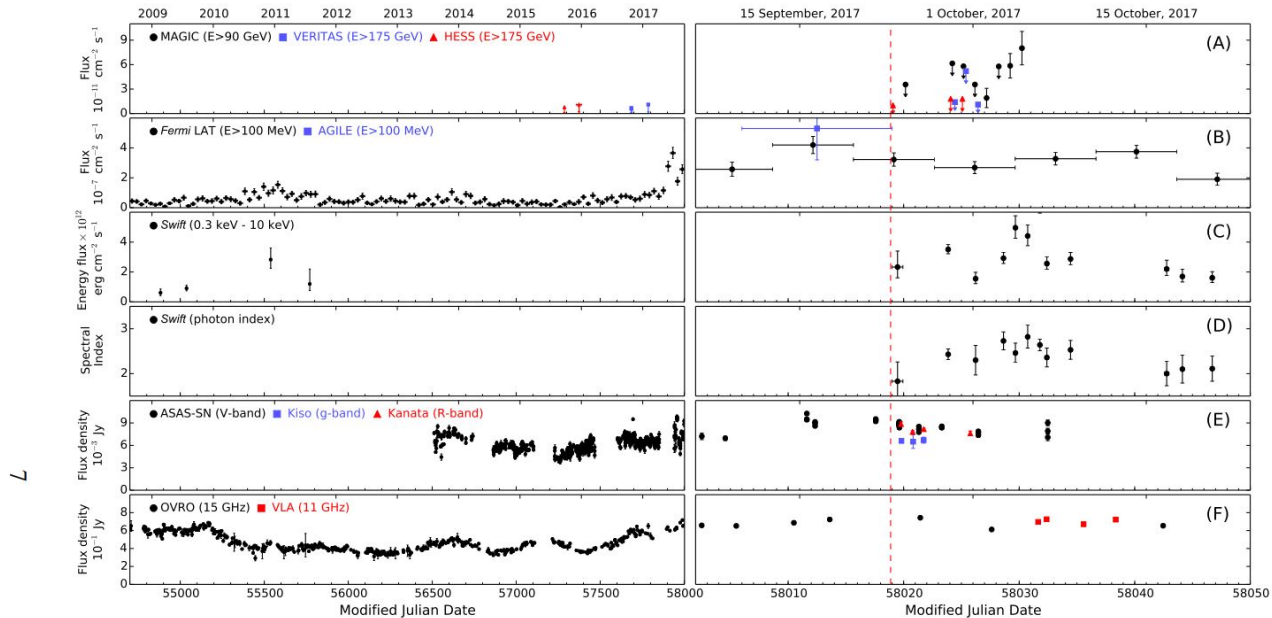 2009 2010 2011 2012 2013 2014 2015 2016 2017
15 September, 2017 1 October, 2017 15 October, 2017
MAGIC (E>90 GeV) VERITAS (E>175 GeV) HESS (E>175 GeV)
(A)
Flux
10⁻¹¹ cm⁻² s⁻¹
9
6
3
0
Fermi LAT (E>100 MeV) AGILE (E>100 MeV)
(B)
Flux
10⁻⁷ cm⁻² s⁻¹
4
2
0
Swift (0.3 keV - 10 keV)
(C)
Energy flux × 10¹²
erg cm⁻² s⁻¹
4
2
0
Swift (photon index)
(D)
Spectral
Index
3
2
ASAS-SN (V-band) Kiso (g-band) Kanata (R-band)
(E)
Flux density
10⁻³ Jy
9
6
3
0
L
OVRO (15 GHz) VLA (11 GHz)
(F)
Flux density
10⁻¹ Jy
8
6
4
2
0
55000 55500 56000 56500 57000 57500 58000
58010 58020 58030 58040 58050
Modified Julian Date Modified Julian Date